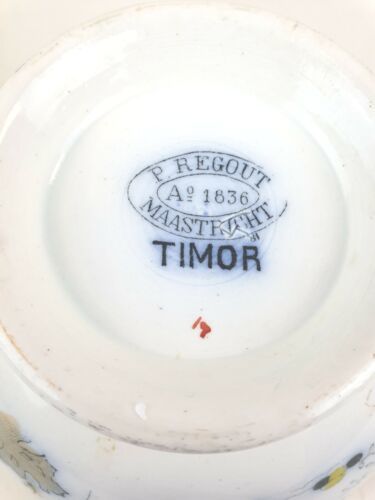 P. REGOUT
Aº 1836
MAASTRICHT
TIMOR